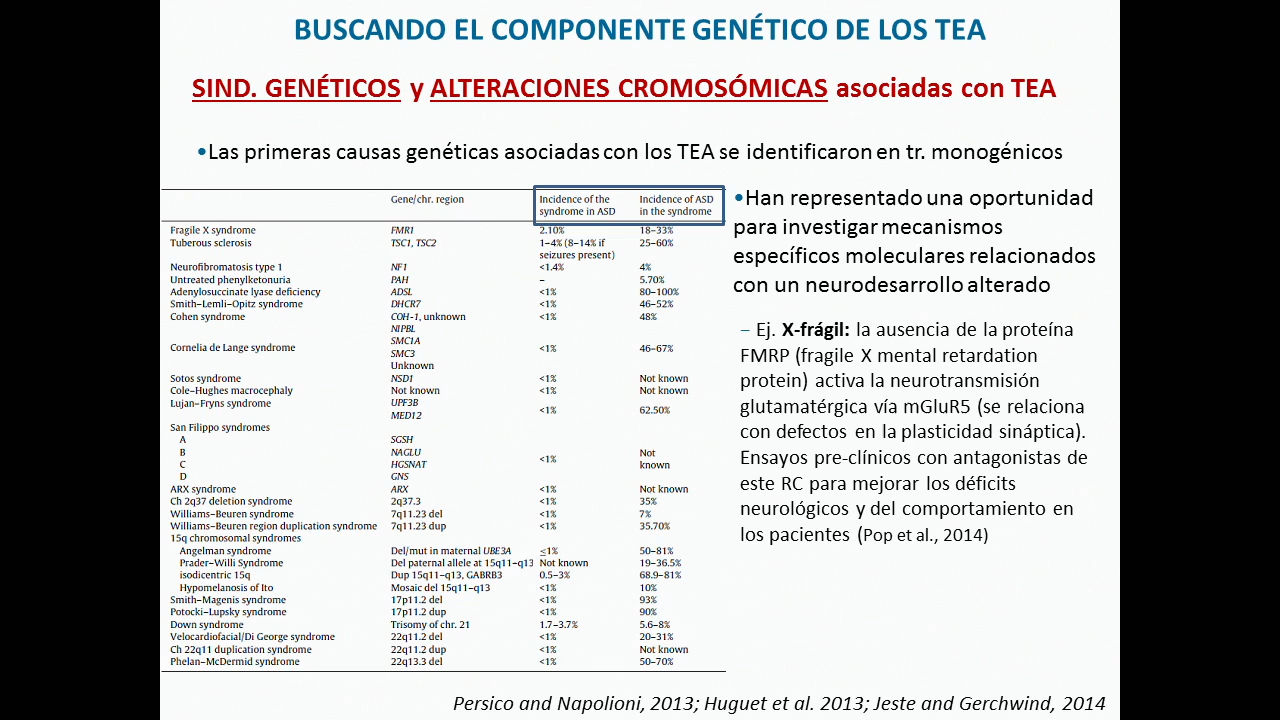 BUSCANDO EL COMPONENTE GENÉTICO DE LOS TEA
SIND. GENÉTICOS y ALTERACIONES CROMOSÓMICAS asociadas con TEA
•Las primeras causas genéticas asociadas con los TEA se identificaron en tr. monogénicos
Gene/chr. region Incidence of the syndrome in ASD Incidence of ASD in the syndrome
Fragile X syndrome FMR1 2.10% 18–33%
Tuberous sclerosis TSC1, TSC2 1–4% (8–14% if seizures present) 25–60%
Neurofibromatosis type 1 NF1 <1.4% 4%
Untreated phenylketonuria PAH – 5.70%
Adenylosuccinate lyase deficiency ADSL <1% 80–100%
Smith–Lemli–Opitz syndrome DHCR7 <1% 46–52%
Cohen syndrome COH-1, unknown <1% 48%
NIPBL
SMC1A
Cornelia de Lange syndrome <1% 46–67%
SMC3
Unknown
Sotos syndrome NSD1 <1% Not known
Cole–Hughes macrocephaly Not known <1% Not known
Lujan–Fryns syndrome UPF3B
<1% 62.50%
MED12
San Filippo syndromes
A SGSH
B NAGLU Not
<1%
C HGSNAT known
D GNS
ARX syndrome ARX <1% Not known
Ch 2q37 deletion syndrome 2q37.3 <1% 35%
Williams–Beuren syndrome 7q11.23 del <1% 7%
Williams–Beuren region duplication syndrome 7q11.23 dup <1% 35.70%
15q chromosomal syndromes
Angelman syndrome Del/mut in maternal UBE3A ≤1% 50–81%
Prader–Willi Syndrome Del paternal allele at 15q11–q13 Not known 19–36.5%
isodicentric 15q Dup 15q11–q13, GABRB3 0.5–3% 68.9–81%
Hypomelanosis of Ito Mosaic del 15q11–q13 <1% 10%
Smith–Magenis syndrome 17p11.2 del <1% 93%
Potocki–Lupsky syndrome 17p11.2 dup <1% 90%
Down syndrome Trisomy of chr. 21 1.7–3.7% 5.6–8%
Velocardiofacial/Di George syndrome 22q11.2 del <1% 20–31%
Ch 22q11 duplication syndrome 22q11.2 dup <1% Not known
Phelan–McDermid syndrome 22q13.3 del <1% 50–70%
•Han representado una oportunidad
para investigar mecanismos
específicos moleculares relacionados
con un neurodesarrollo alterado
– Ej. X-frágil: la ausencia de la proteína
FMRP (fragile X mental retardation
protein) activa la neurotransmisión
glutamatérgica vía mGluR5 (se relaciona
con defectos en la plasticidad sináptica).
Ensayos pre-clínicos con antagonistas de
este RC para mejorar los déficits
neurológicos y del comportamiento en
los pacientes (Pop et al., 2014)
Persico and Napolioni, 2013; Huguet et al. 2013; Jeste and Gerchwind, 2014